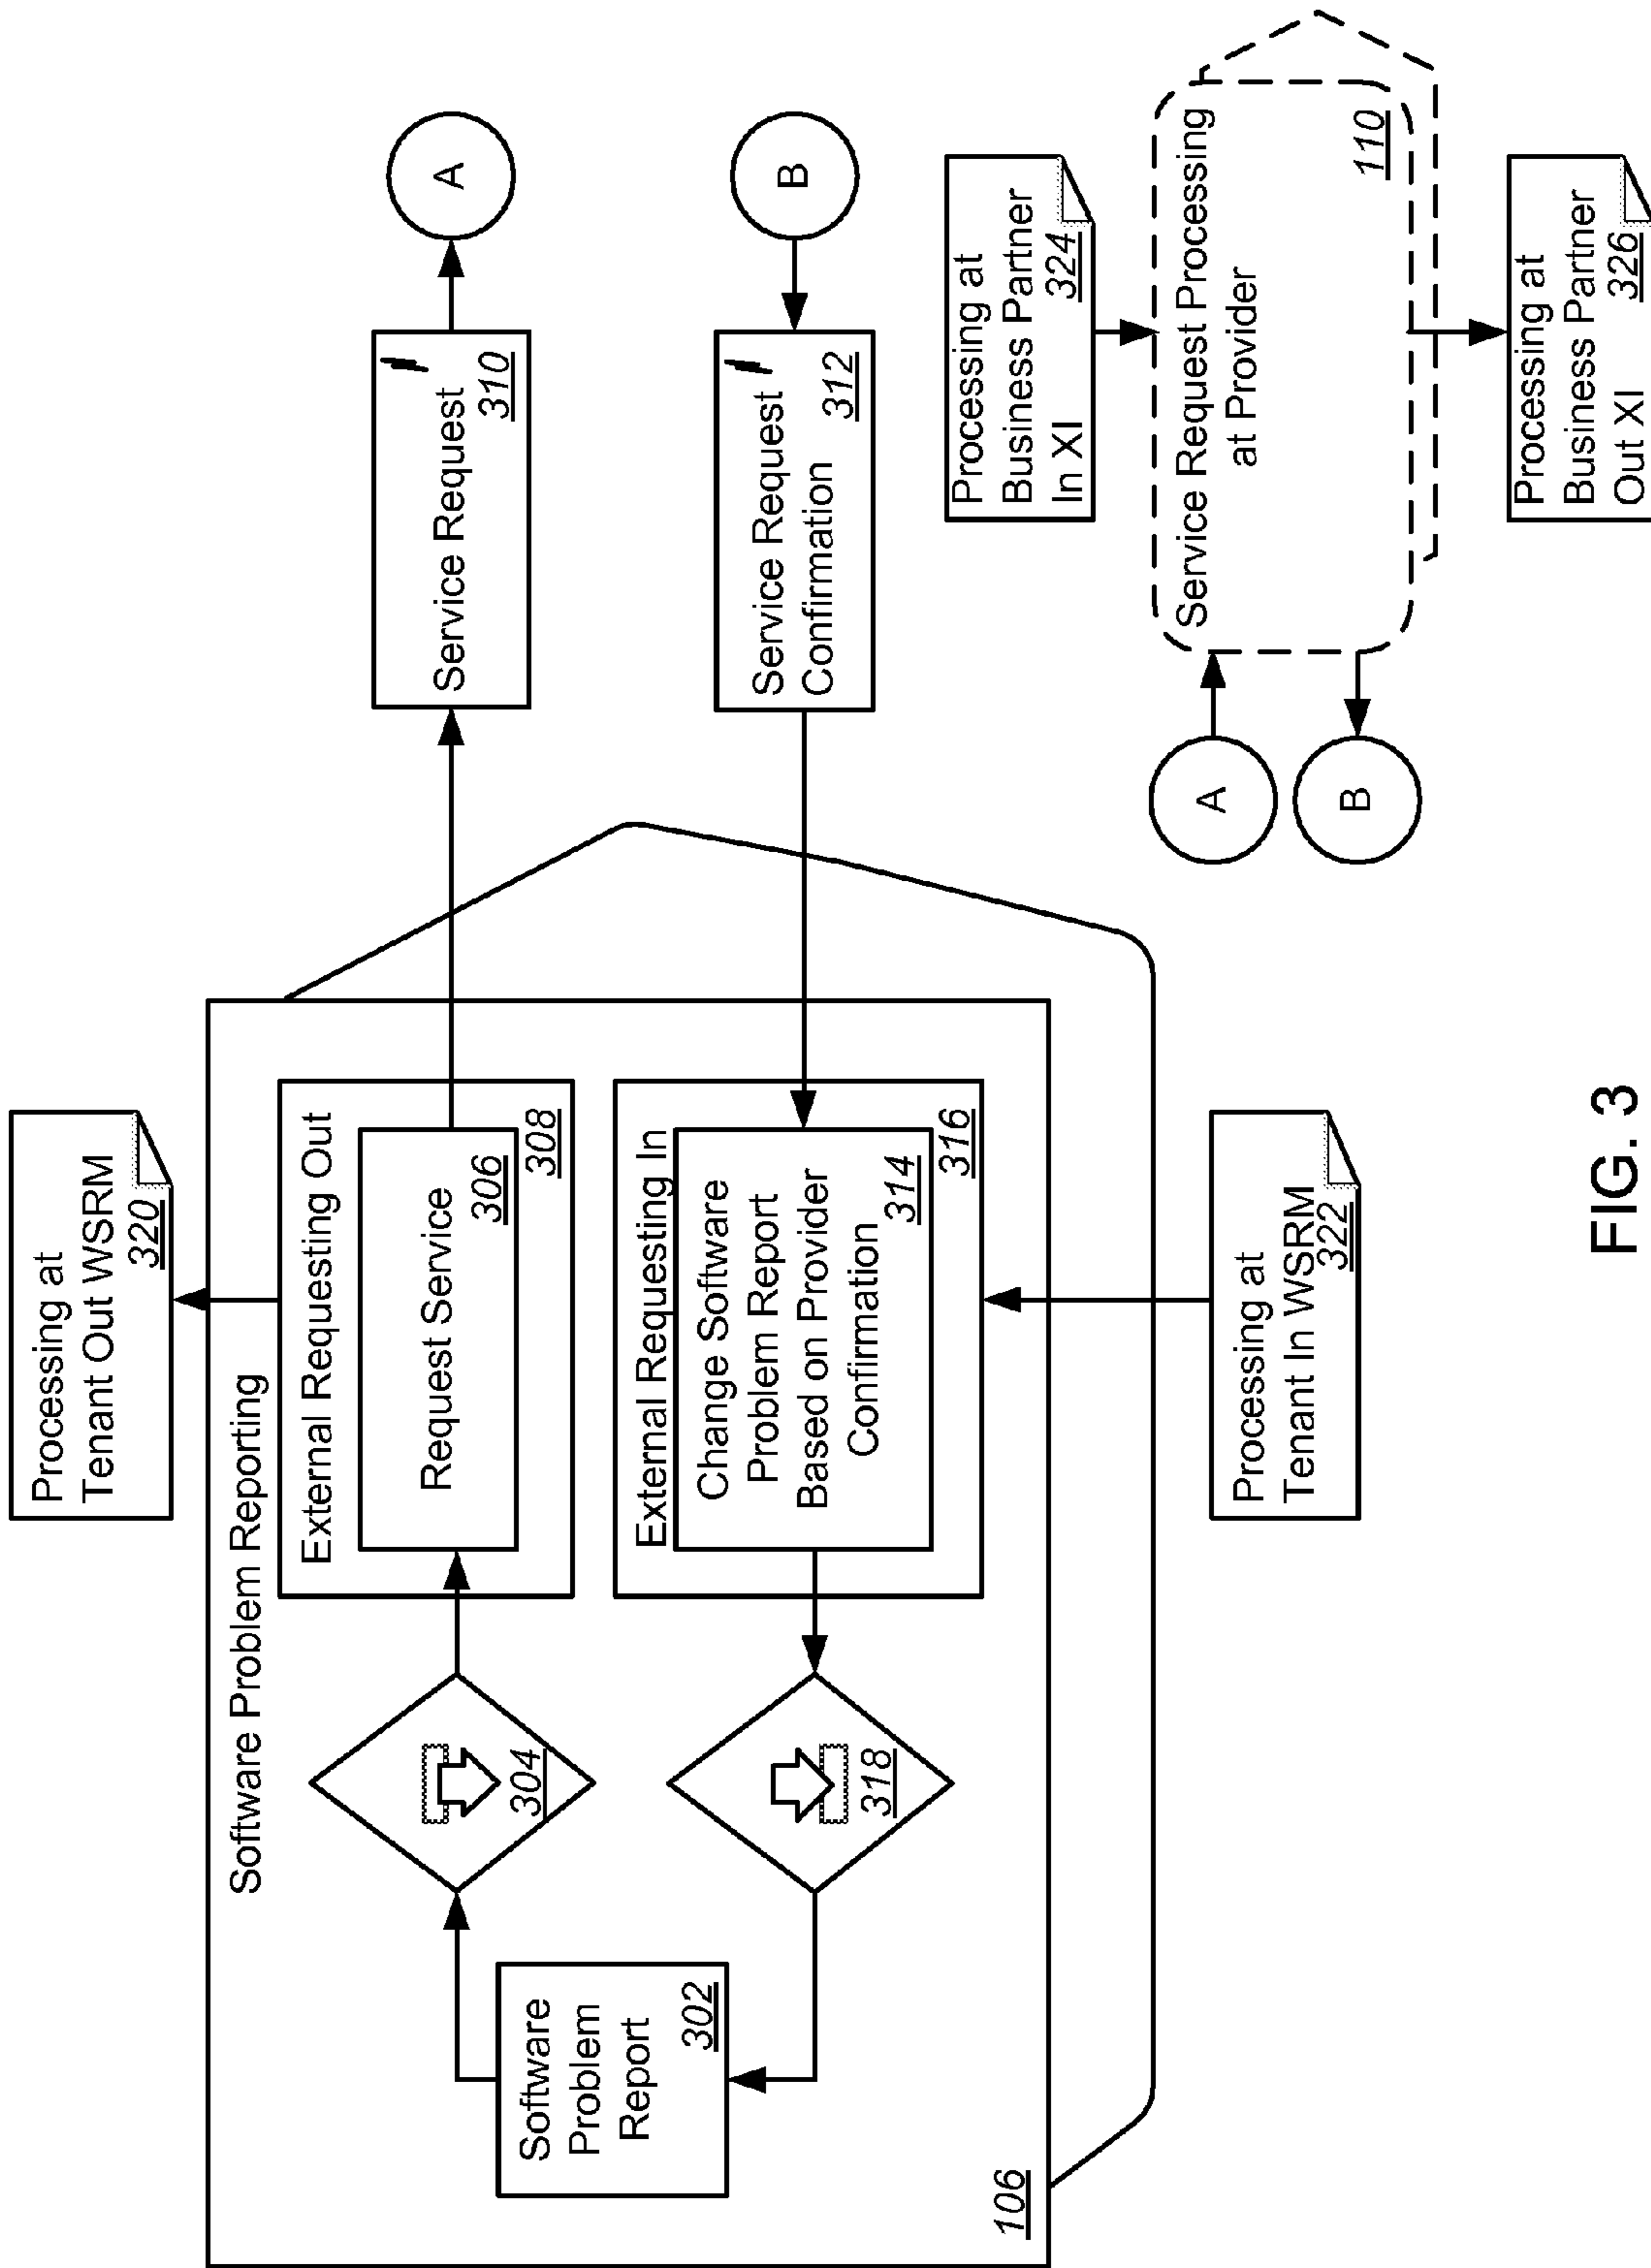 Processing at
Tenant Out WSRM
320
Software Problem Reporting
External Requesting Out
Request Service
306
308
304
Service Request
310
A
Software
Problem
Report
302
External Requesting In
Change Software
Problem Report
Based on Provider
Confirmation
314
316
318
Service Request
Confirmation
312
B
106
Processing at
Tenant In WSRM
322
Processing at
Business Partner
In XI
324
A
B
Service Request Processing
at Provider
110
Processing at
Business Partner
Out XI
326
FIG. 3